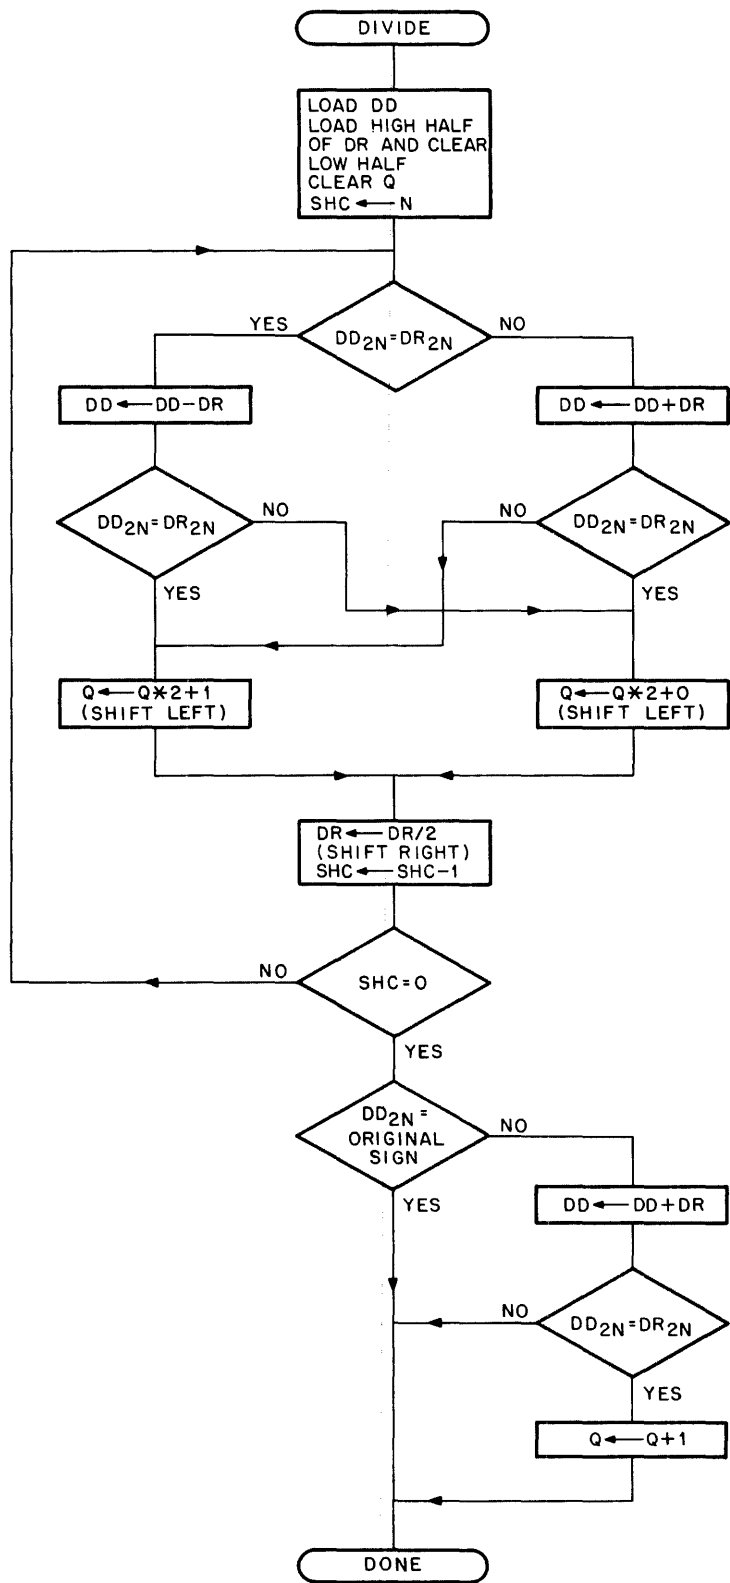 DIVIDE
LOAD DD
LOAD HIGH HALF
OF DR AND CLEAR
LOW HALF
CLEAR Q
SHC ← N
DD2N = DR2N
YES
NO
DD ← DD-DR
DD ← DD+DR
DD2N = DR2N
NO
YES
DD2N = DR2N
NO
YES
Q ← Q*2+1
(SHIFT LEFT)
Q ← Q*2+0
(SHIFT LEFT)
DR ← DR/2
(SHIFT RIGHT)
SHC ← SHC-1
SHC = 0
NO
YES
DD2N =
ORIGINAL
SIGN
NO
YES
DD ← DD+DR
DD2N = DR2N
NO
YES
Q ← Q+1
DONE